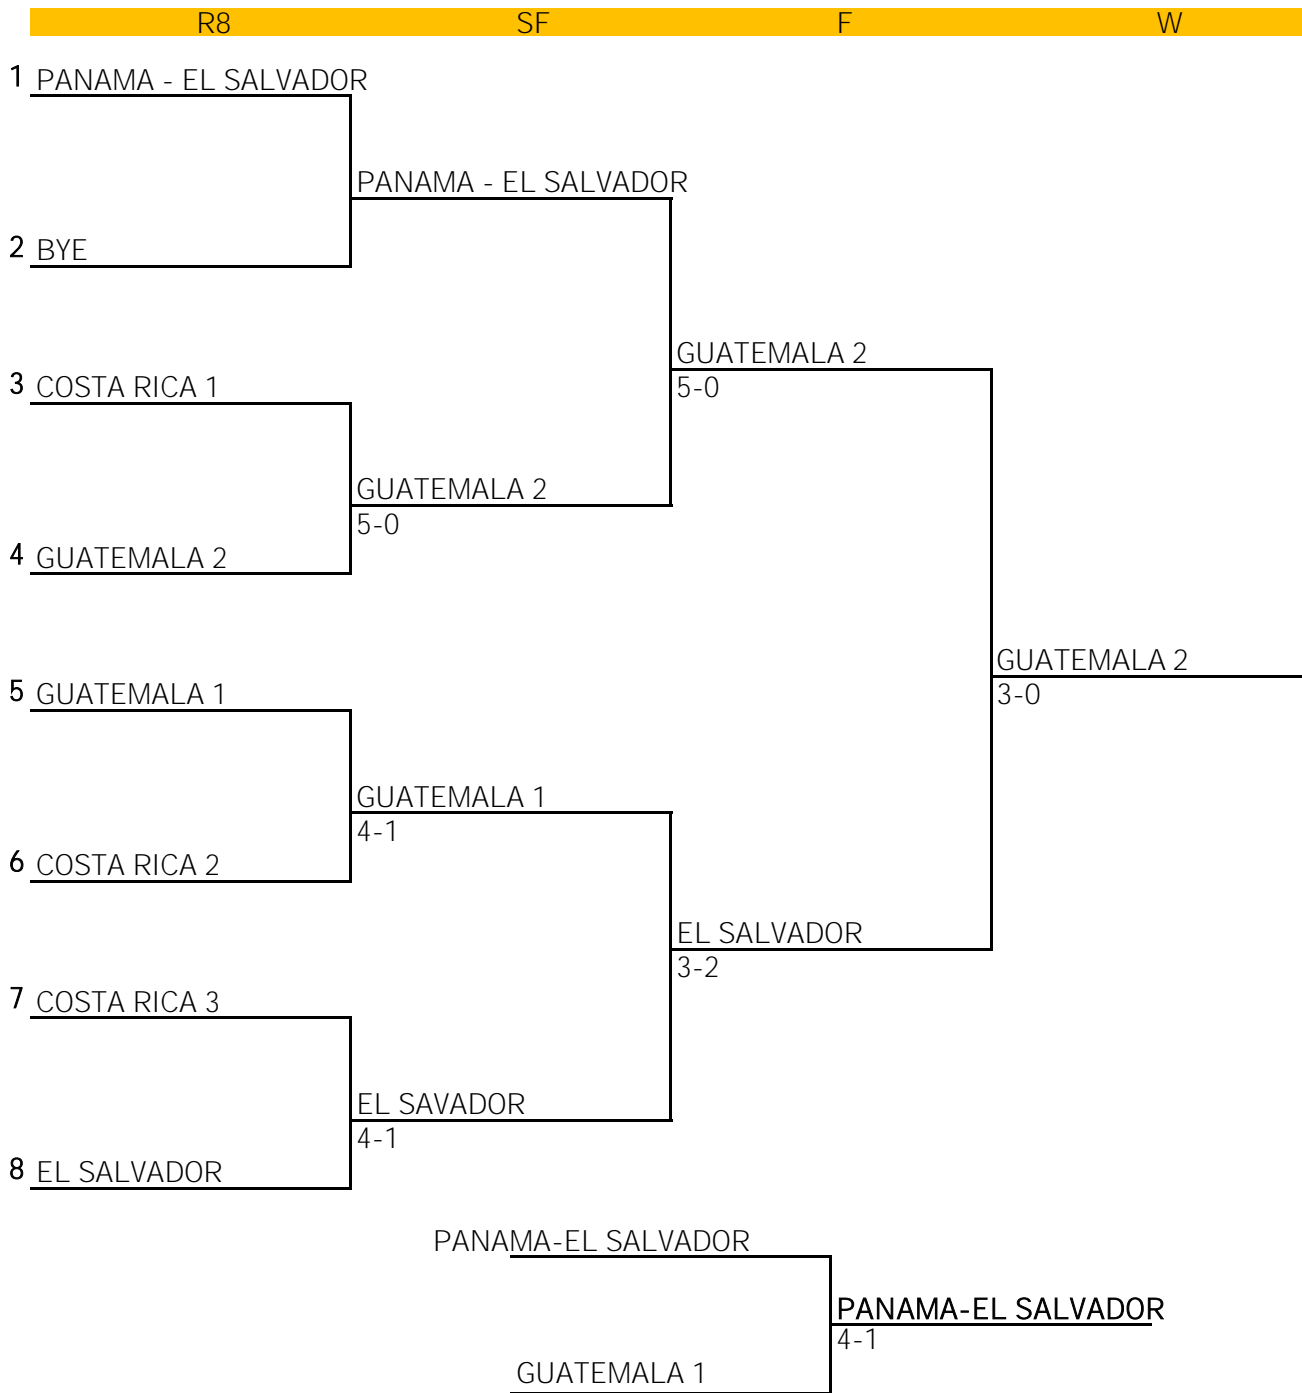 R8 SF F W
1 PANAMA - EL SALVADOR
PANAMA - EL SALVADOR
2 BYE
GUATEMALA 2
3 COSTA RICA 1
5-0
GUATEMALA 2
5-0
4 GUATEMALA 2
GUATEMALA 2
5 GUATEMALA 1
3-0
GUATEMALA 1
4-1
6 COSTA RICA 2
EL SALVADOR
3-2
7 COSTA RICA 3
EL SAVADOR
4-1
8 EL SALVADOR
PANAMA-EL SALVADOR
PANAMA-EL SALVADOR
4-1
GUATEMALA 1